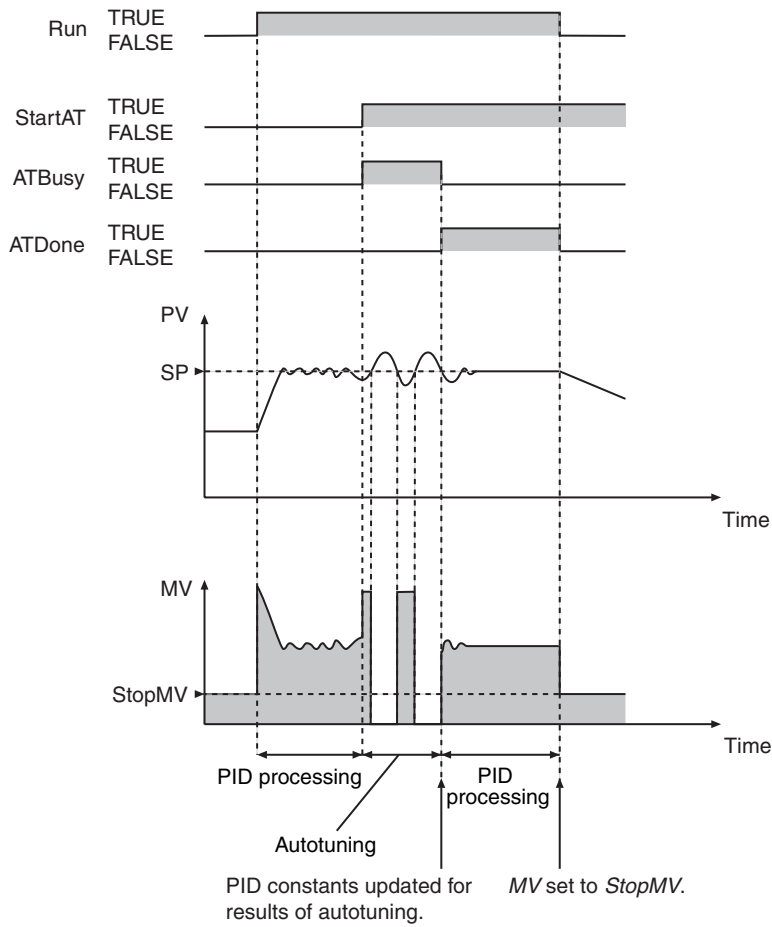 Run TRUE
FALSE
StartAT TRUE
FALSE
ATBusy TRUE
FALSE
ATDone TRUE
FALSE
PV
SP
Time
MV
StopMV
Time
PID processing
PID
processing
Autotuning
PID constants updated for
results of autotuning.
MV set to StopMV.